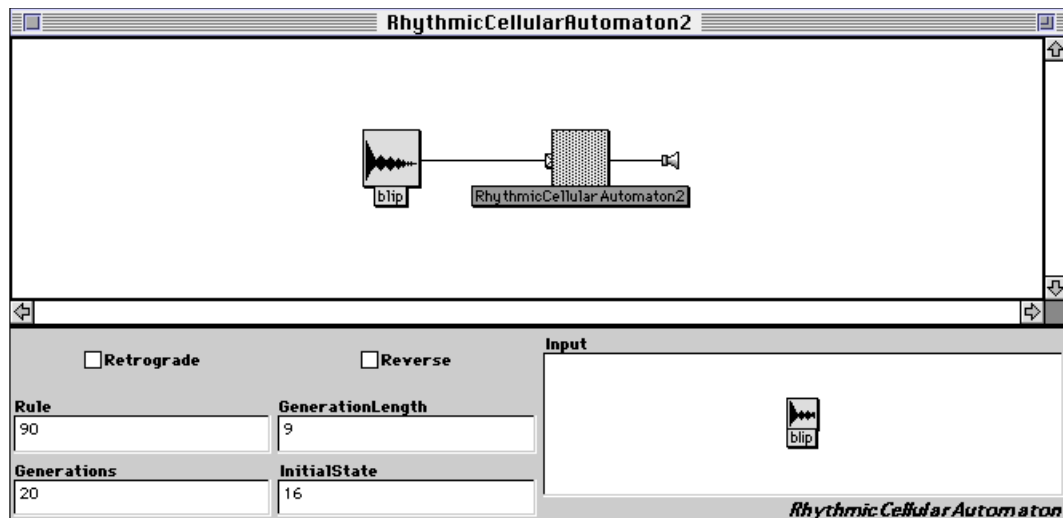 RhythmicCellularAutomaton2
blip
RhythmicCellularAutomaton2
Retrograde
Reverse
Input
Rule
GenerationLength
90
9
blip
Generations
InitialState
20
16
RhythmicCellularAutomaton